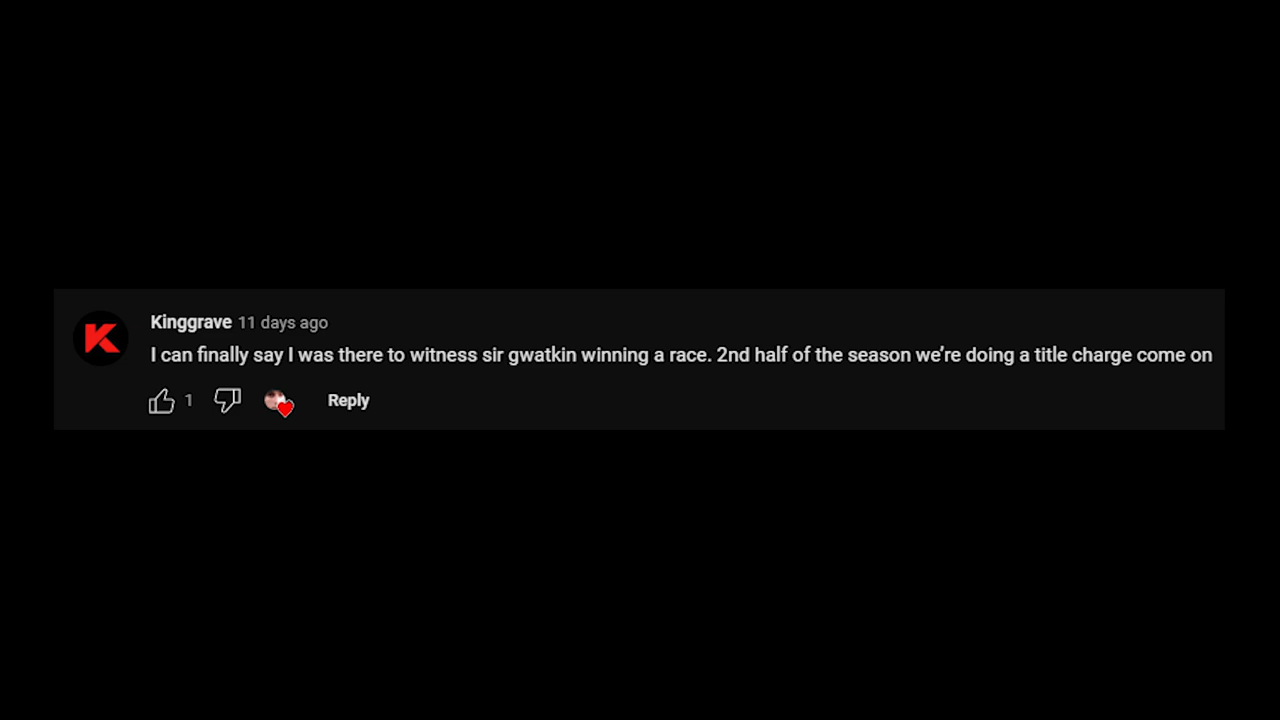 Kinggrave 11 days ago
I can finally say I was there to witness sir gwatkin winning a race. 2nd half of the season we’re doing a title charge come on
1 Reply